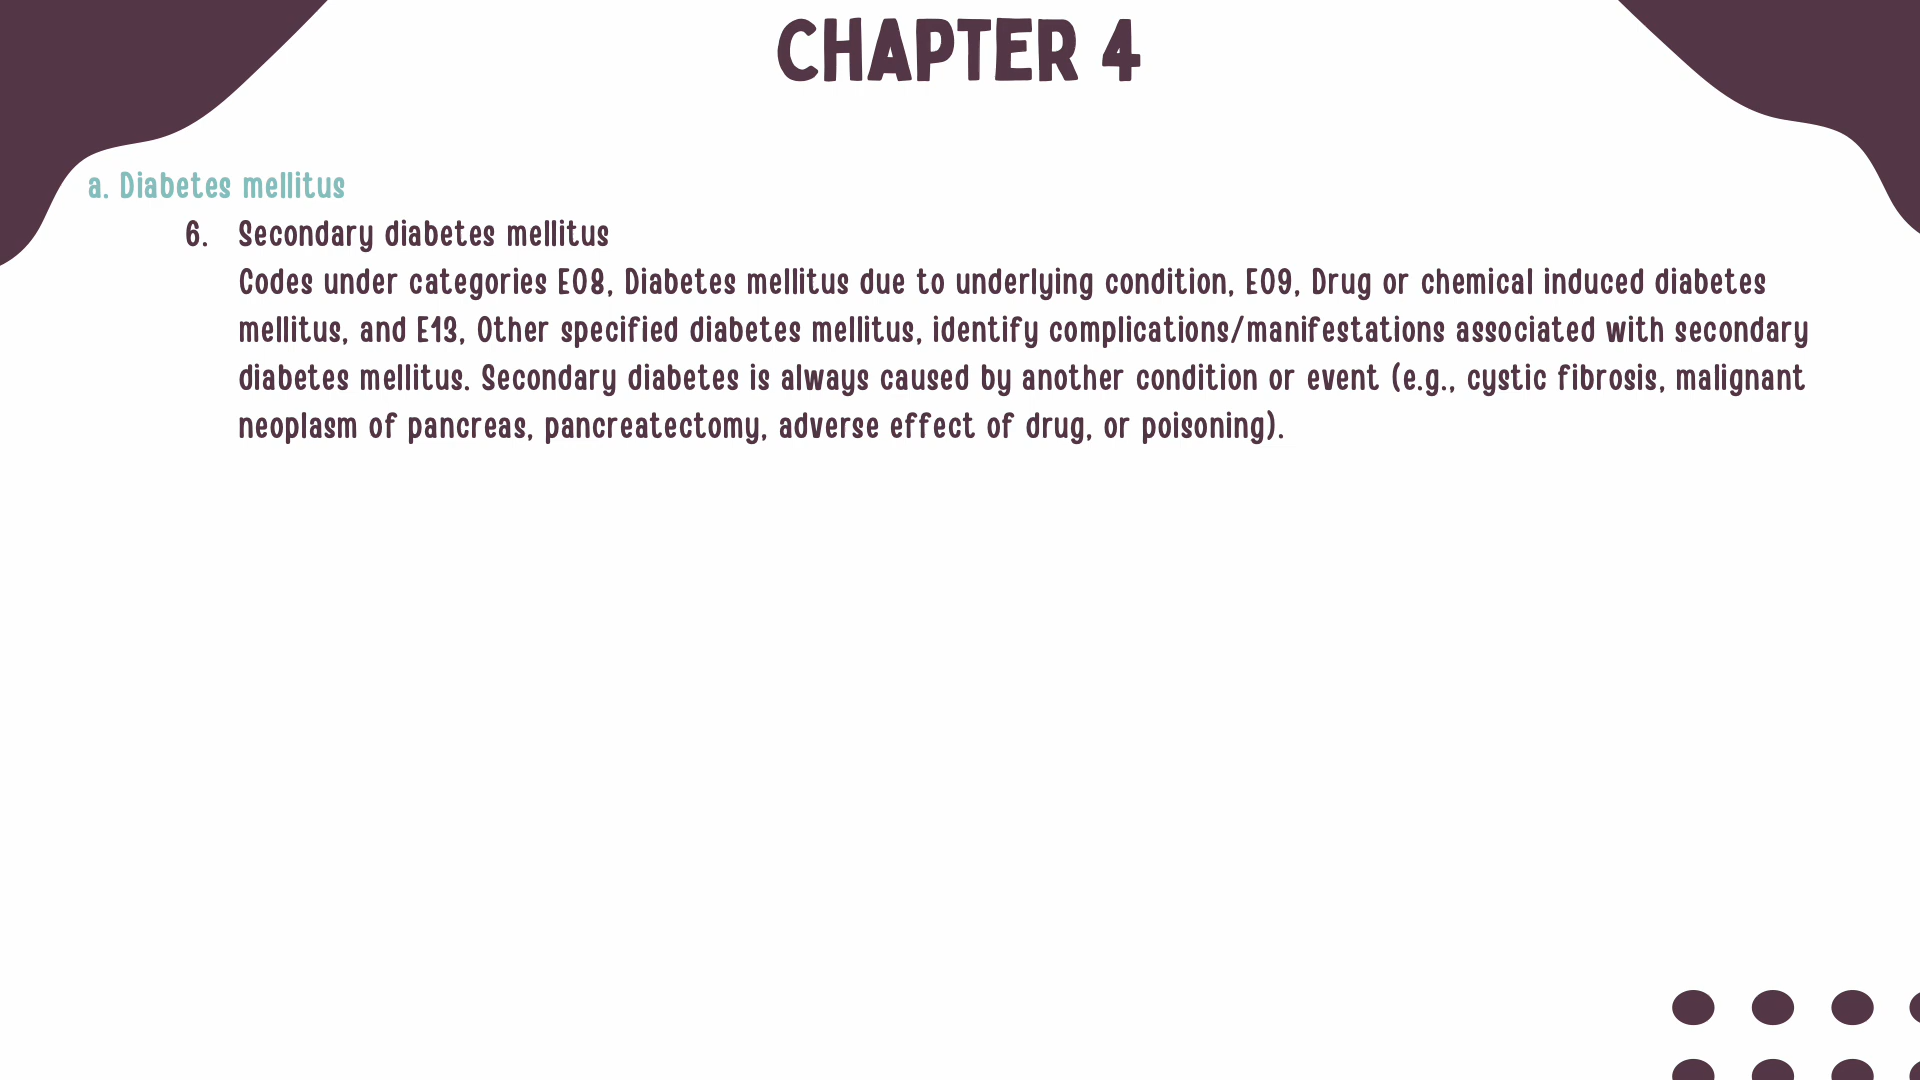 CHAPTER 4
a. Diabetes mellitus
6. Secondary diabetes mellitus
Codes under categories E08, Diabetes mellitus due to underlying condition, E09, Drug or chemical induced diabetes
mellitus, and E13, Other specified diabetes mellitus, identify complications/manifestations associated with secondary
diabetes mellitus. Secondary diabetes is always caused by another condition or event (e.g., cystic fibrosis, malignant
neoplasm of pancreas, pancreatectomy, adverse effect of drug, or poisoning).